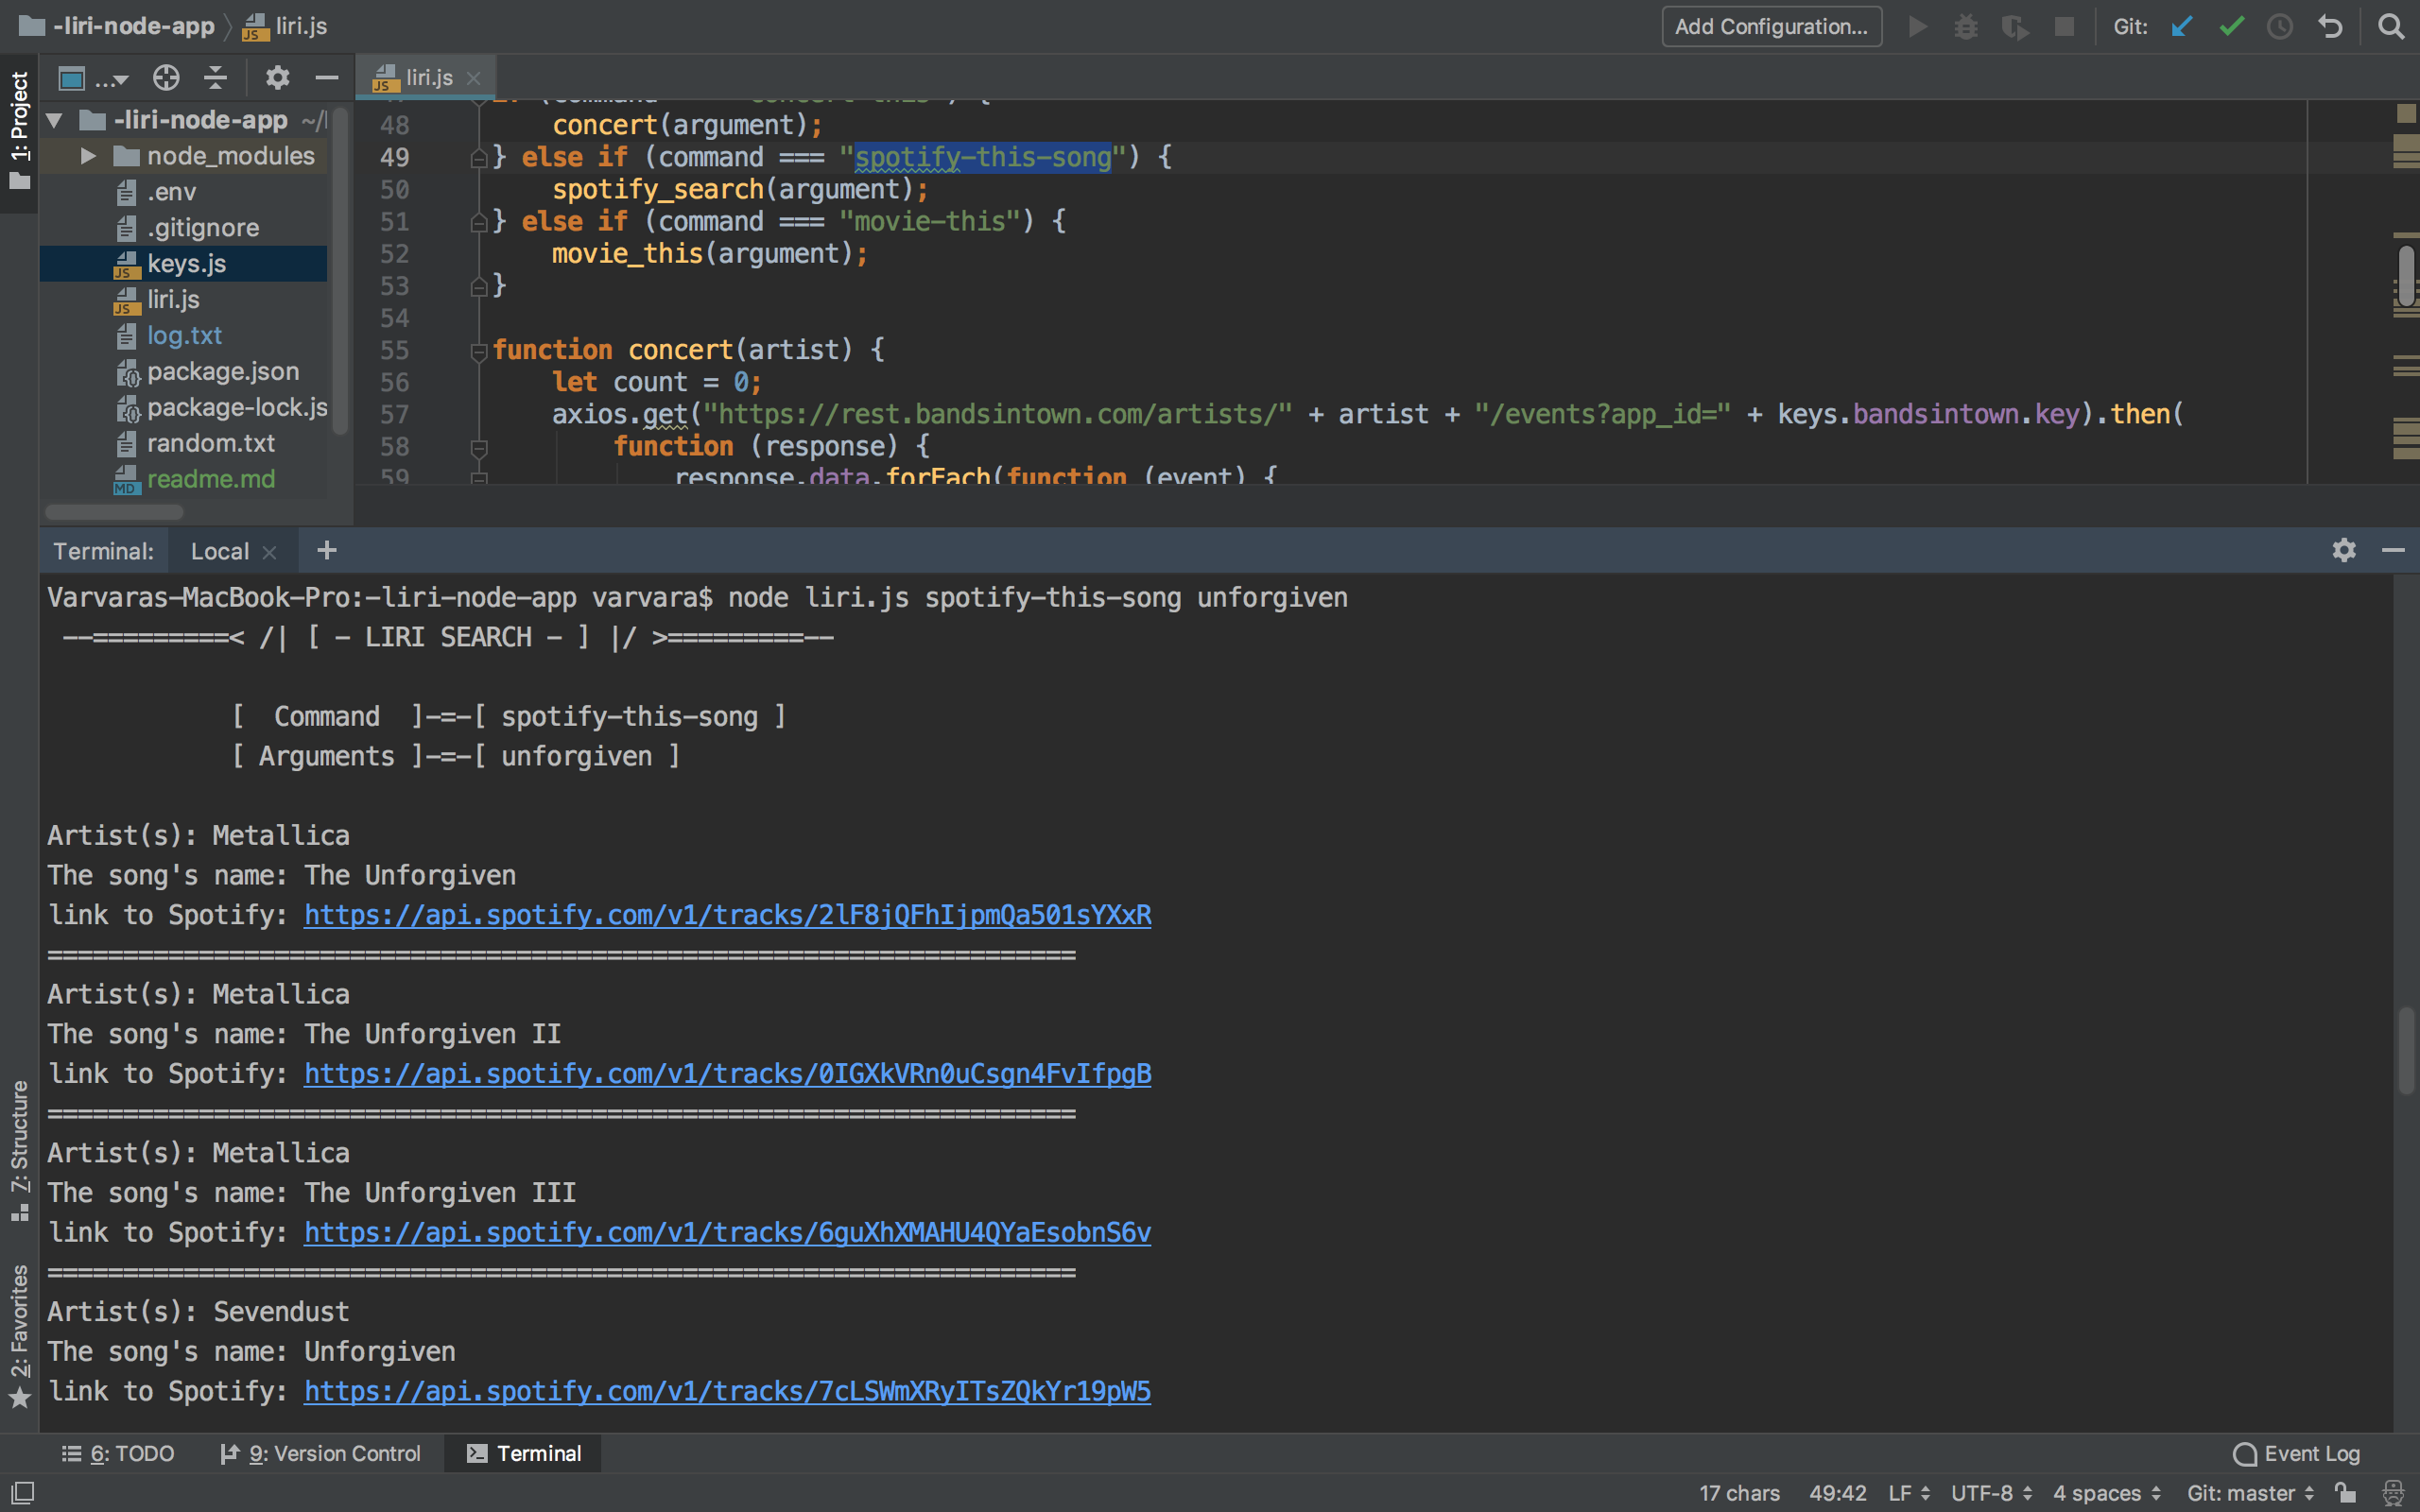 -liri-node-app liri.js
Add Configuration... Git:
1: Project
...
liri.js
-liri-node-app ~/
node_modules
.env
.gitignore
keys.js
liri.js
log.txt
package.json
package-lock.js
random.txt
readme.md
48 concert(argument);
49 } else if (command === "spotify-this-song") {
50 spotify_search(argument);
51 } else if (command === "movie-this") {
52 movie_this(argument);
53 }
54
55 function concert(artist) {
56 let count = 0;
57 axios.get("https://rest.bandsintown.com/artists/" + artist + "/events?app_id=" + keys.bandsintown.key).then(
58 function (response) {
59 response.data.forEach(function (event) {
Terminal: Local +
Varvaras-MacBook-Pro:-liri-node-app varvara$ node liri.js spotify-this-song unforgiven
--=========< /| [ - LIRI SEARCH - ] |/ >=========--
[ Command ]-=-[ spotify-this-song ]
[ Arguments ]-=-[ unforgiven ]
Artist(s): Metallica
The song's name: The Unforgiven
link to Spotify: https://api.spotify.com/v1/tracks/2lF8jQFhIjpmQa501sYXxR
====================================================================
Artist(s): Metallica
The song's name: The Unforgiven II
link to Spotify: https://api.spotify.com/v1/tracks/0IGXkVRn0uCsgn4FvIfpgB
====================================================================
Artist(s): Metallica
The song's name: The Unforgiven III
link to Spotify: https://api.spotify.com/v1/tracks/6guXhXMAHU4QYaEsobnS6v
====================================================================
Artist(s): Sevendust
The song's name: Unforgiven
link to Spotify: https://api.spotify.com/v1/tracks/7cLSWmXRyITsZQkYr19pW5
7: Structure
2: Favorites
6: TODO 9: Version Control Terminal Event Log
17 chars 49:42 LF UTF-8 4 spaces Git: master